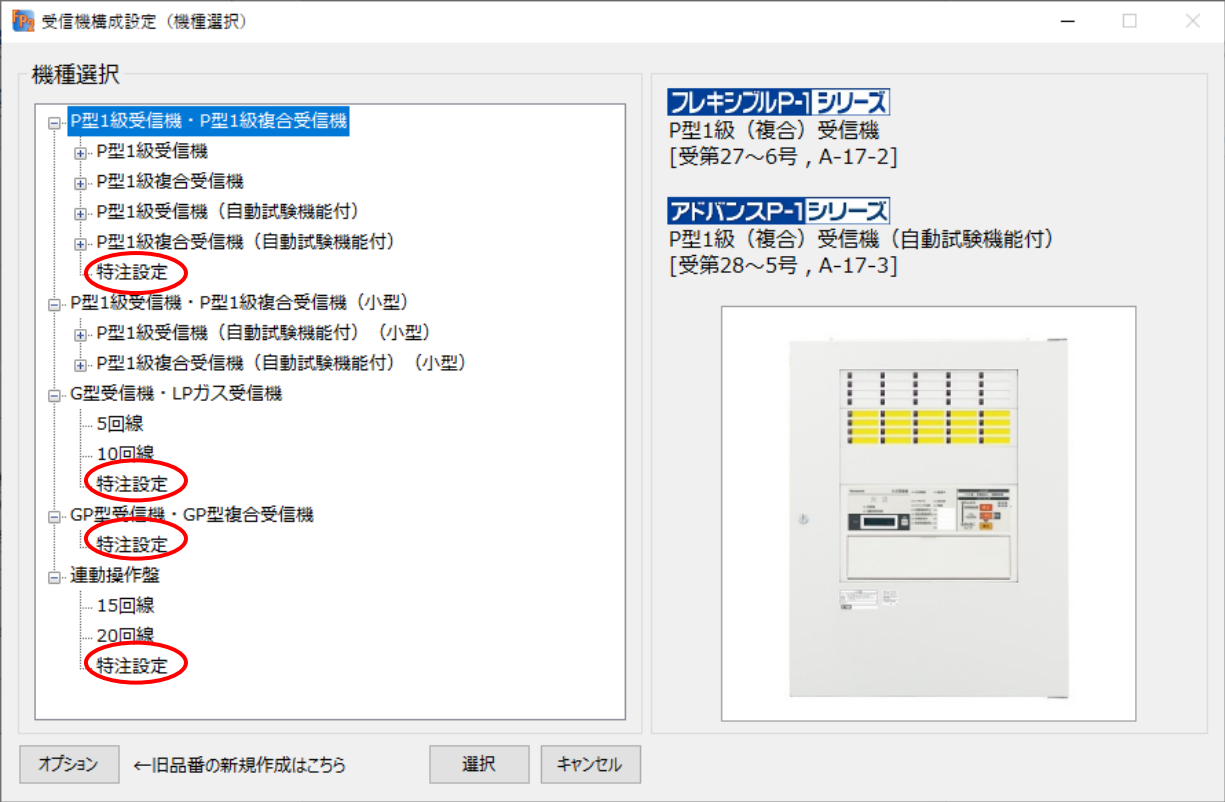 FP2 受信機構成設定（機種選択）
機種選択
P型1級受信機・P型1級複合受信機
P型1級受信機
P型1級複合受信機
P型1級受信機（自動試験機能付）
P型1級複合受信機（自動試験機能付）
特注設定
P型1級受信機・P型1級複合受信機（小型）
P型1級受信機（自動試験機能付）（小型）
P型1級複合受信機（自動試験機能付）（小型）
G型受信機・LPガス受信機
5回線
10回線
特注設定
GP型受信機・GP型複合受信機
特注設定
連動操作盤
15回線
20回線
特注設定
フレキシブルP-1シリーズ
P型1級（複合）受信機
[受第27～6号 , A-17-2]
アドバンスP-1シリーズ
P型1級（複合）受信機（自動試験機能付）
[受第28～5号 , A-17-3]
オプション ←旧品番の新規作成はこちら 選択 キャンセル